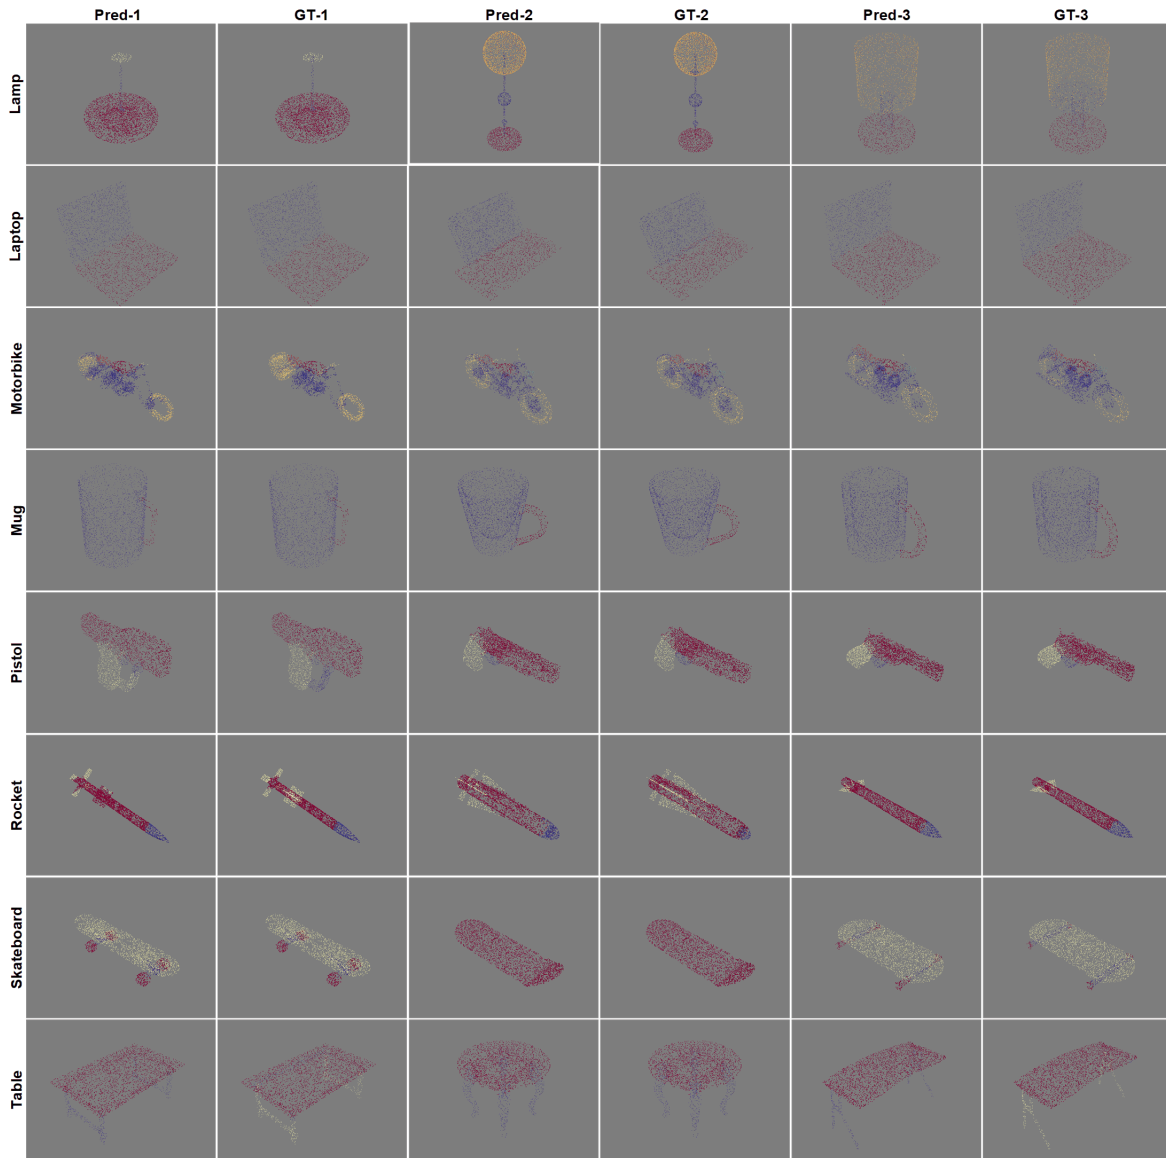 Pred-1 GT-1 Pred-2 GT-2 Pred-3 GT-3
Lamp
Laptop
Motorbike
Mug
Pistol
Rocket
Skateboard
Table